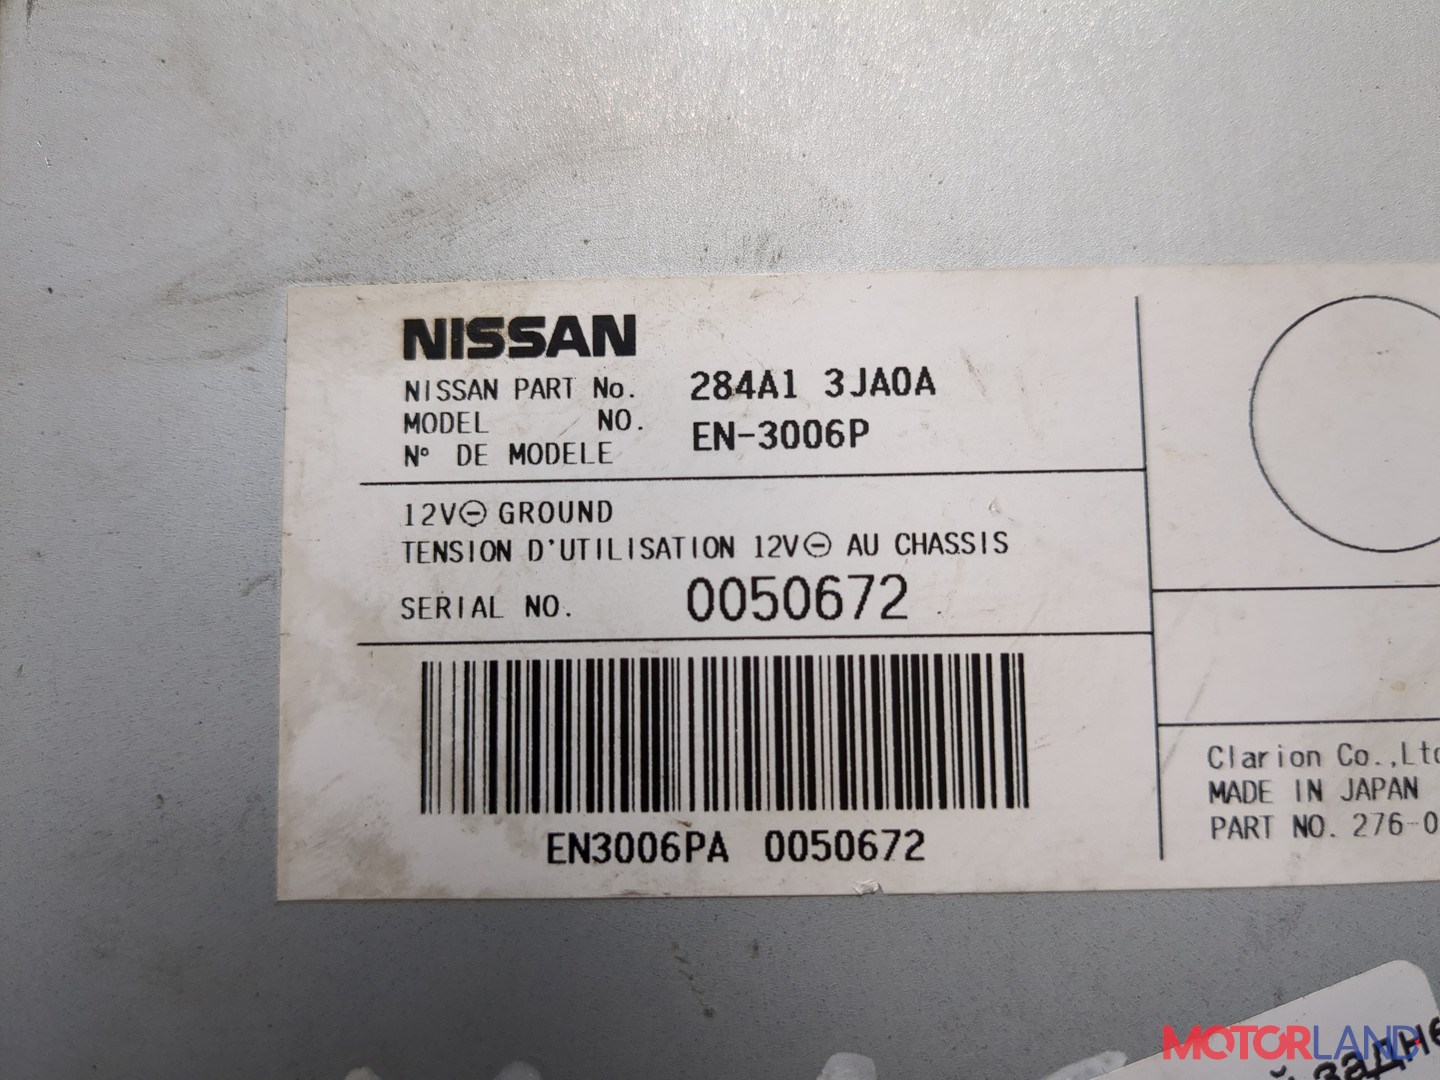 NISSAN
NISSAN PART No. 284A1 3JA0A
MODEL NO. EN-3006P
N° DE MODELE
12V⊖ GROUND
TENSION D'UTILISATION 12V⊖ AU CHASSIS
SERIAL NO. 0050672
EN3006PA 0050672
Clarion Co.,Ltd
MADE IN JAPAN
PART NO. 276-0
MOTORLAND